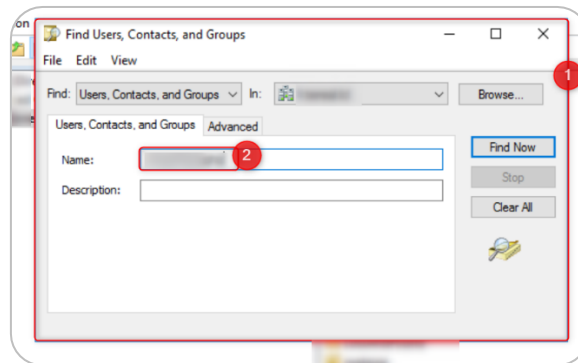 on
Find Users, Contacts, and Groups
File Edit View
1
Find: Users, Contacts, and Groups In: Browse...
Users, Contacts, and Groups Advanced
Find Now
Name: 2
Stop
Description:
Clear All